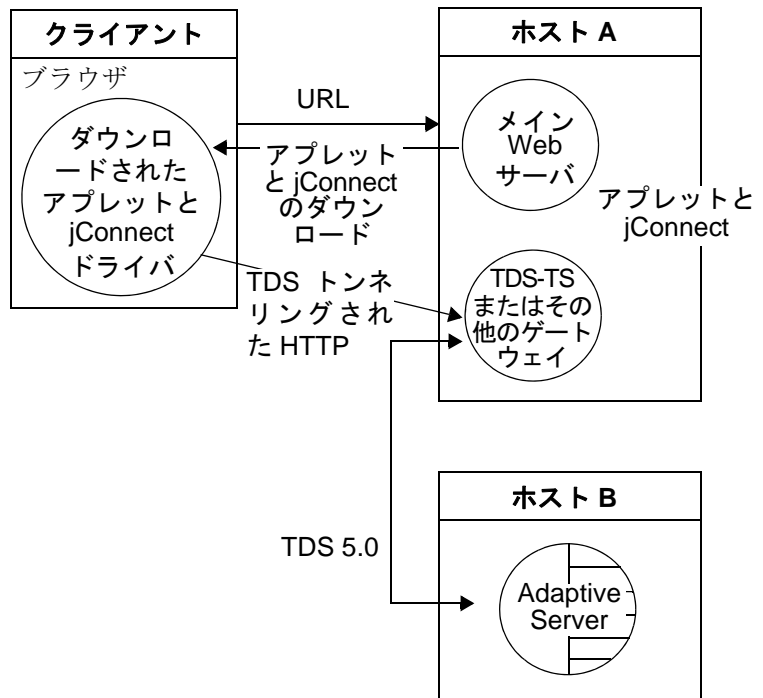 クライアント
ブラウザ
ダウンロ
ードされた
アプレットと
jConnect
ドライバ
URL
アプレット
と jConnect
のダウン
ロード
TDS トンネ
リングされ
た HTTP
ホスト A
メイン
Web
サーバ
アプレットと
jConnect
TDS-TS
またはその
他のゲート
ウェイ
TDS 5.0
ホスト B
Adaptive
Server